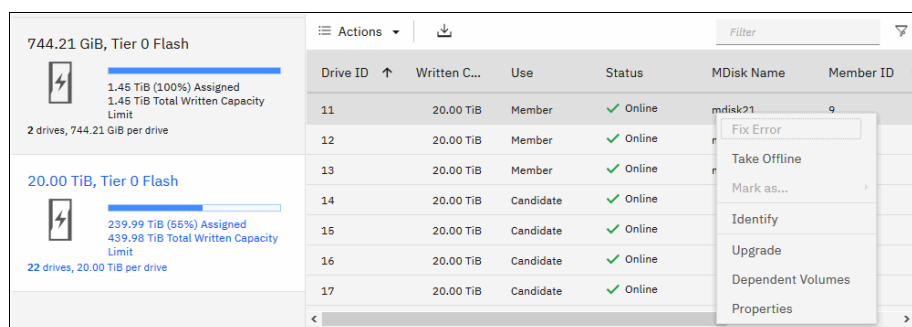 744.21 GiB, Tier 0 Flash
1.45 TiB (100%) Assigned
1.45 TiB Total Written Capacity
Limit
2 drives, 744.21 GiB per drive
20.00 TiB, Tier 0 Flash
239.99 TiB (55%) Assigned
439.98 TiB Total Written Capacity
Limit
22 drives, 20.00 TiB per drive
Actions
Filter
Drive ID Written C... Use Status MDisk Name Member ID
11 20.00 TiB Member Online mdisk21 9
12 20.00 TiB Member Online
13 20.00 TiB Member Online
14 20.00 TiB Candidate Online
15 20.00 TiB Candidate Online
16 20.00 TiB Candidate Online
17 20.00 TiB Candidate Online
Fix Error
Take Offline
Mark as...
Identify
Upgrade
Dependent Volumes
Properties